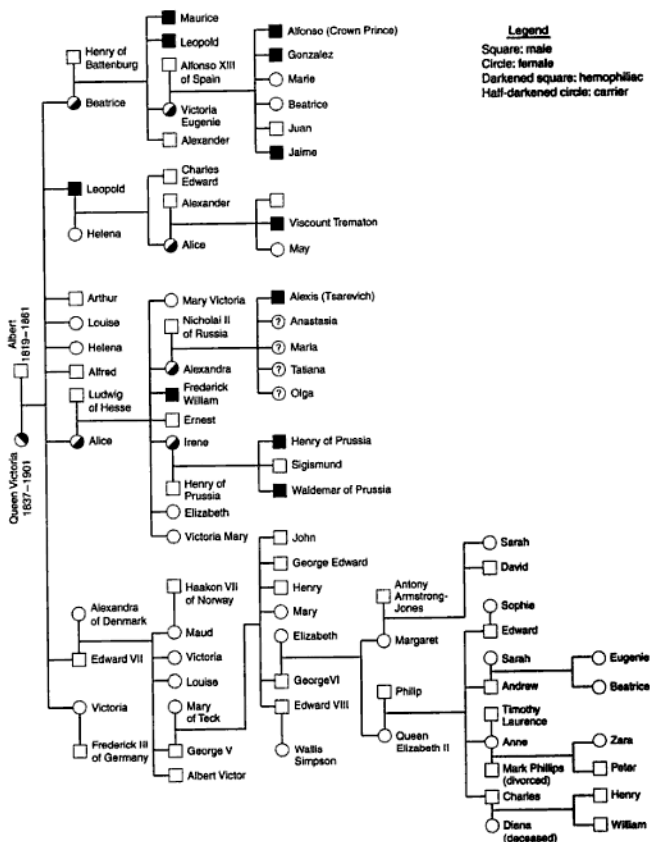 Legend
Square: male
Circle: female
Darkened square: hemophiliac
Half-darkened circle: carrier
Maurice
Leopold
Henry of
Battenburg
Alfonso XIII
of Spain
Beatrice
Victoria
Eugenie
Alexander
Alfonso (Crown Prince)
Gonzalez
Marie
Beatrice
Juan
Jaime
Leopold
Helena
Charles
Edward
Alexander
Alice
Viscount Trematon
May
Albert
1819–1861
Queen Victoria
1837–1901
Arthur
Louise
Helena
Alfred
Ludwig
of Hesse
Alice
Mary Victoria
Nicholai II
of Russia
Alexandra
Frederick
William
Ernest
Irene
Henry of
Prussia
Elizabeth
Victoria Mary
Alexis (Tsarevich)
? Anastasia
? Maria
? Tatiana
? Olga
Henry of Prussia
Sigismund
Waldemar of Prussia
Alexandra
of Denmark
Edward VII
Victoria
Frederick III
of Germany
Haakon VII
of Norway
Maud
Victoria
Louise
Mary
of Teck
George V
Albert Victor
John
George Edward
Henry
Mary
Elizabeth
GeorgeVI
Edward VIII
Wallis
Simpson
Antony
Armstrong-
Jones
Margaret
Philip
Queen
Elizabeth II
Sarah
David
Sophie
Edward
Sarah
Andrew
Timothy
Laurence
Anne
Mark Phillips
(divorced)
Charles
Diena
(deceased)
Eugenie
Beatrice
Zara
Peter
Henry
William